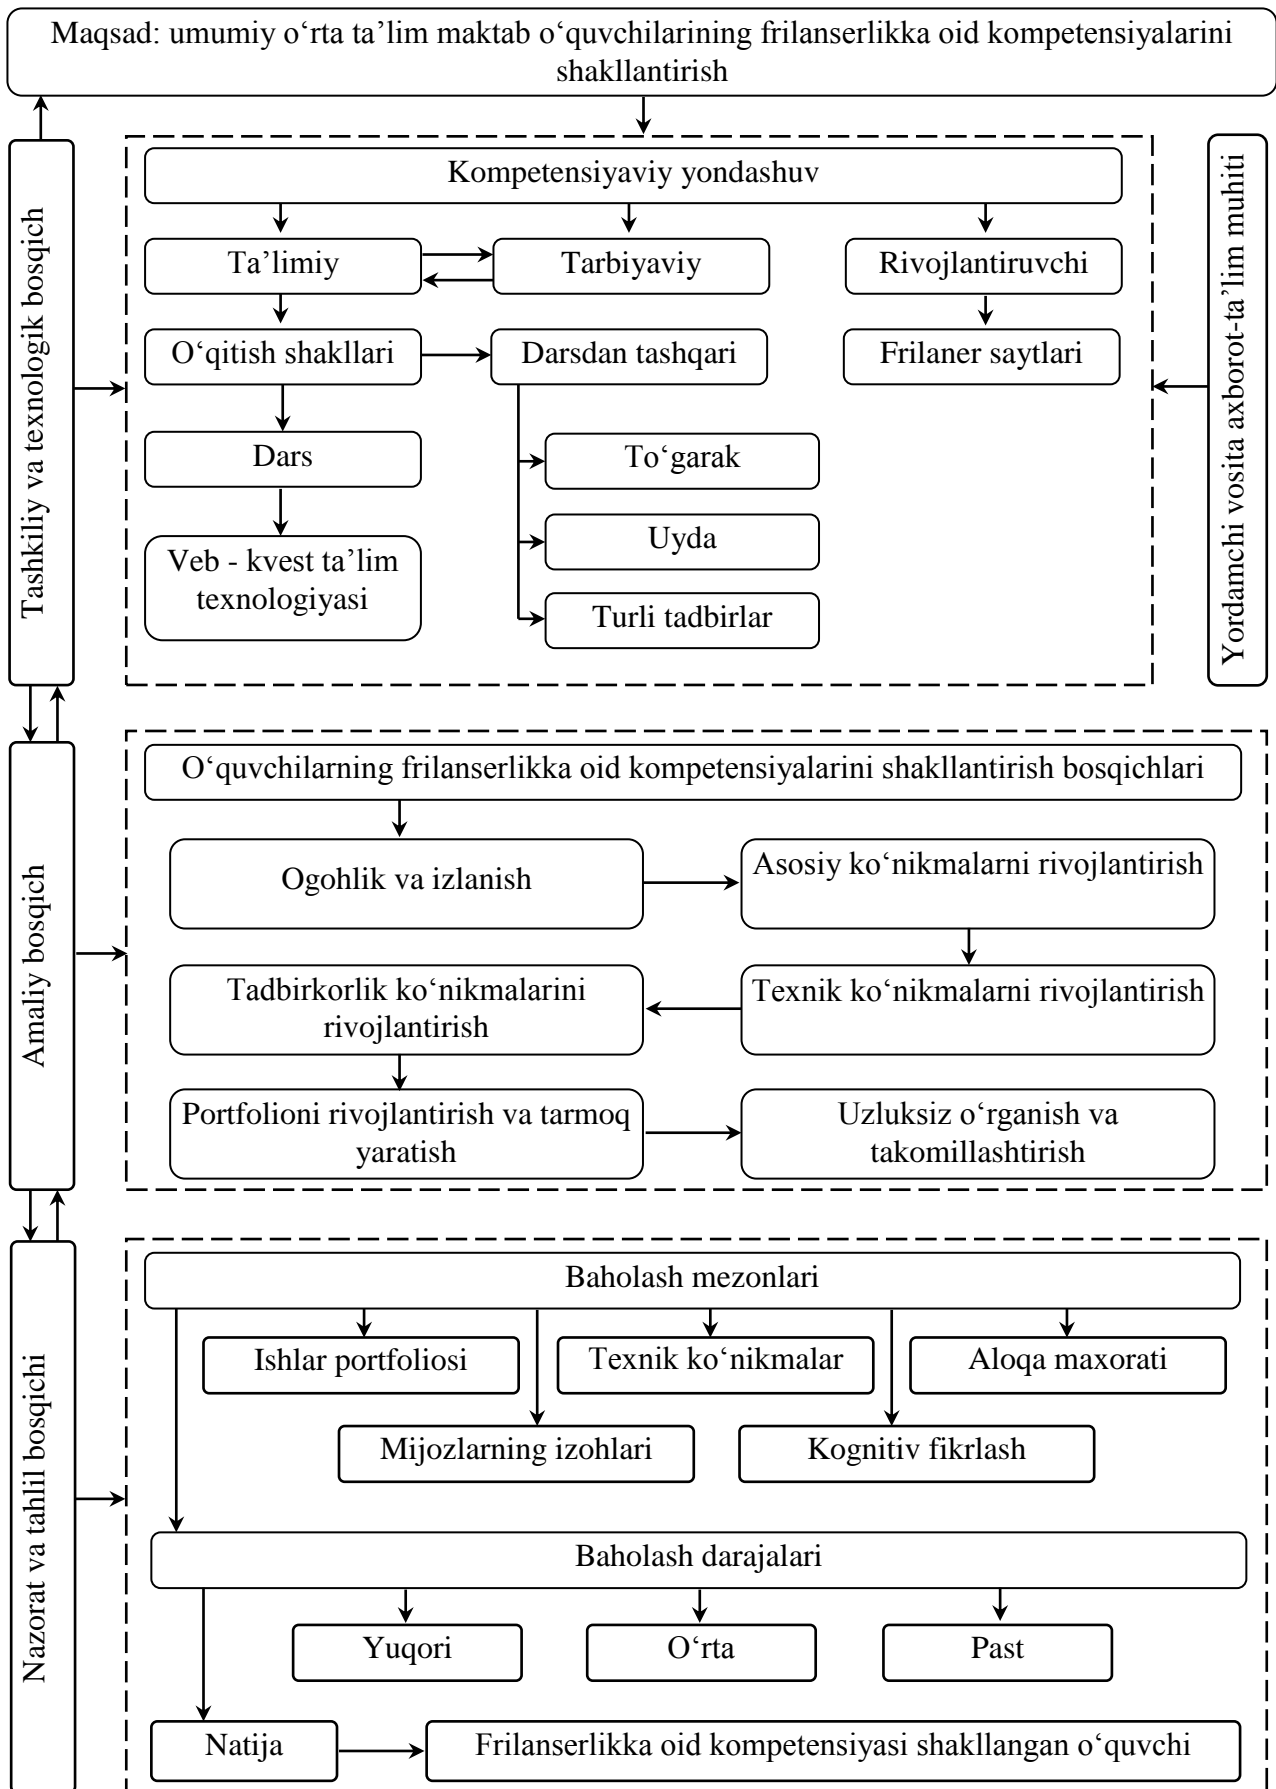 Maqsad: umumiy o‘rta ta’lim maktab o‘quvchilarining frilanserlikka oid kompetensiyalarini
shakllantirish
Tashkiliy va texnologik bosqich
Kompetensiyaviy yondashuv
Ta’limiy
Tarbiyaviy
Rivojlantiruvchi
O‘qitish shakllari
Darsdan tashqari
Frilaner saytlari
Dars
To‘garak
Veb - kvest ta’lim
texnologiyasi
Uyda
Turli tadbirlar
Yordamchi vosita axborot-ta’lim muhiti
Amaliy bosqich
O‘quvchilarning frilanserlikka oid kompetensiyalarini shakllantirish bosqichlari
Ogohlik va izlanish
Asosiy ko‘nikmalarni rivojlantirish
Tadbirkorlik ko‘nikmalarini
rivojlantirish
Texnik ko‘nikmalarni rivojlantirish
Portfolioni rivojlantirish va tarmoq
yaratish
Uzluksiz o‘rganish va
takomillashtirish
Nazorat va tahlil bosqichi
Baholash mezonlari
Ishlar portfoliosi
Texnik ko‘nikmalar
Aloqa maxorati
Mijozlarning izohlari
Kognitiv fikrlash
Baholash darajalari
Yuqori
O‘rta
Past
Natija
Frilanserlikka oid kompetensiyasi shakllangan o‘quvchi